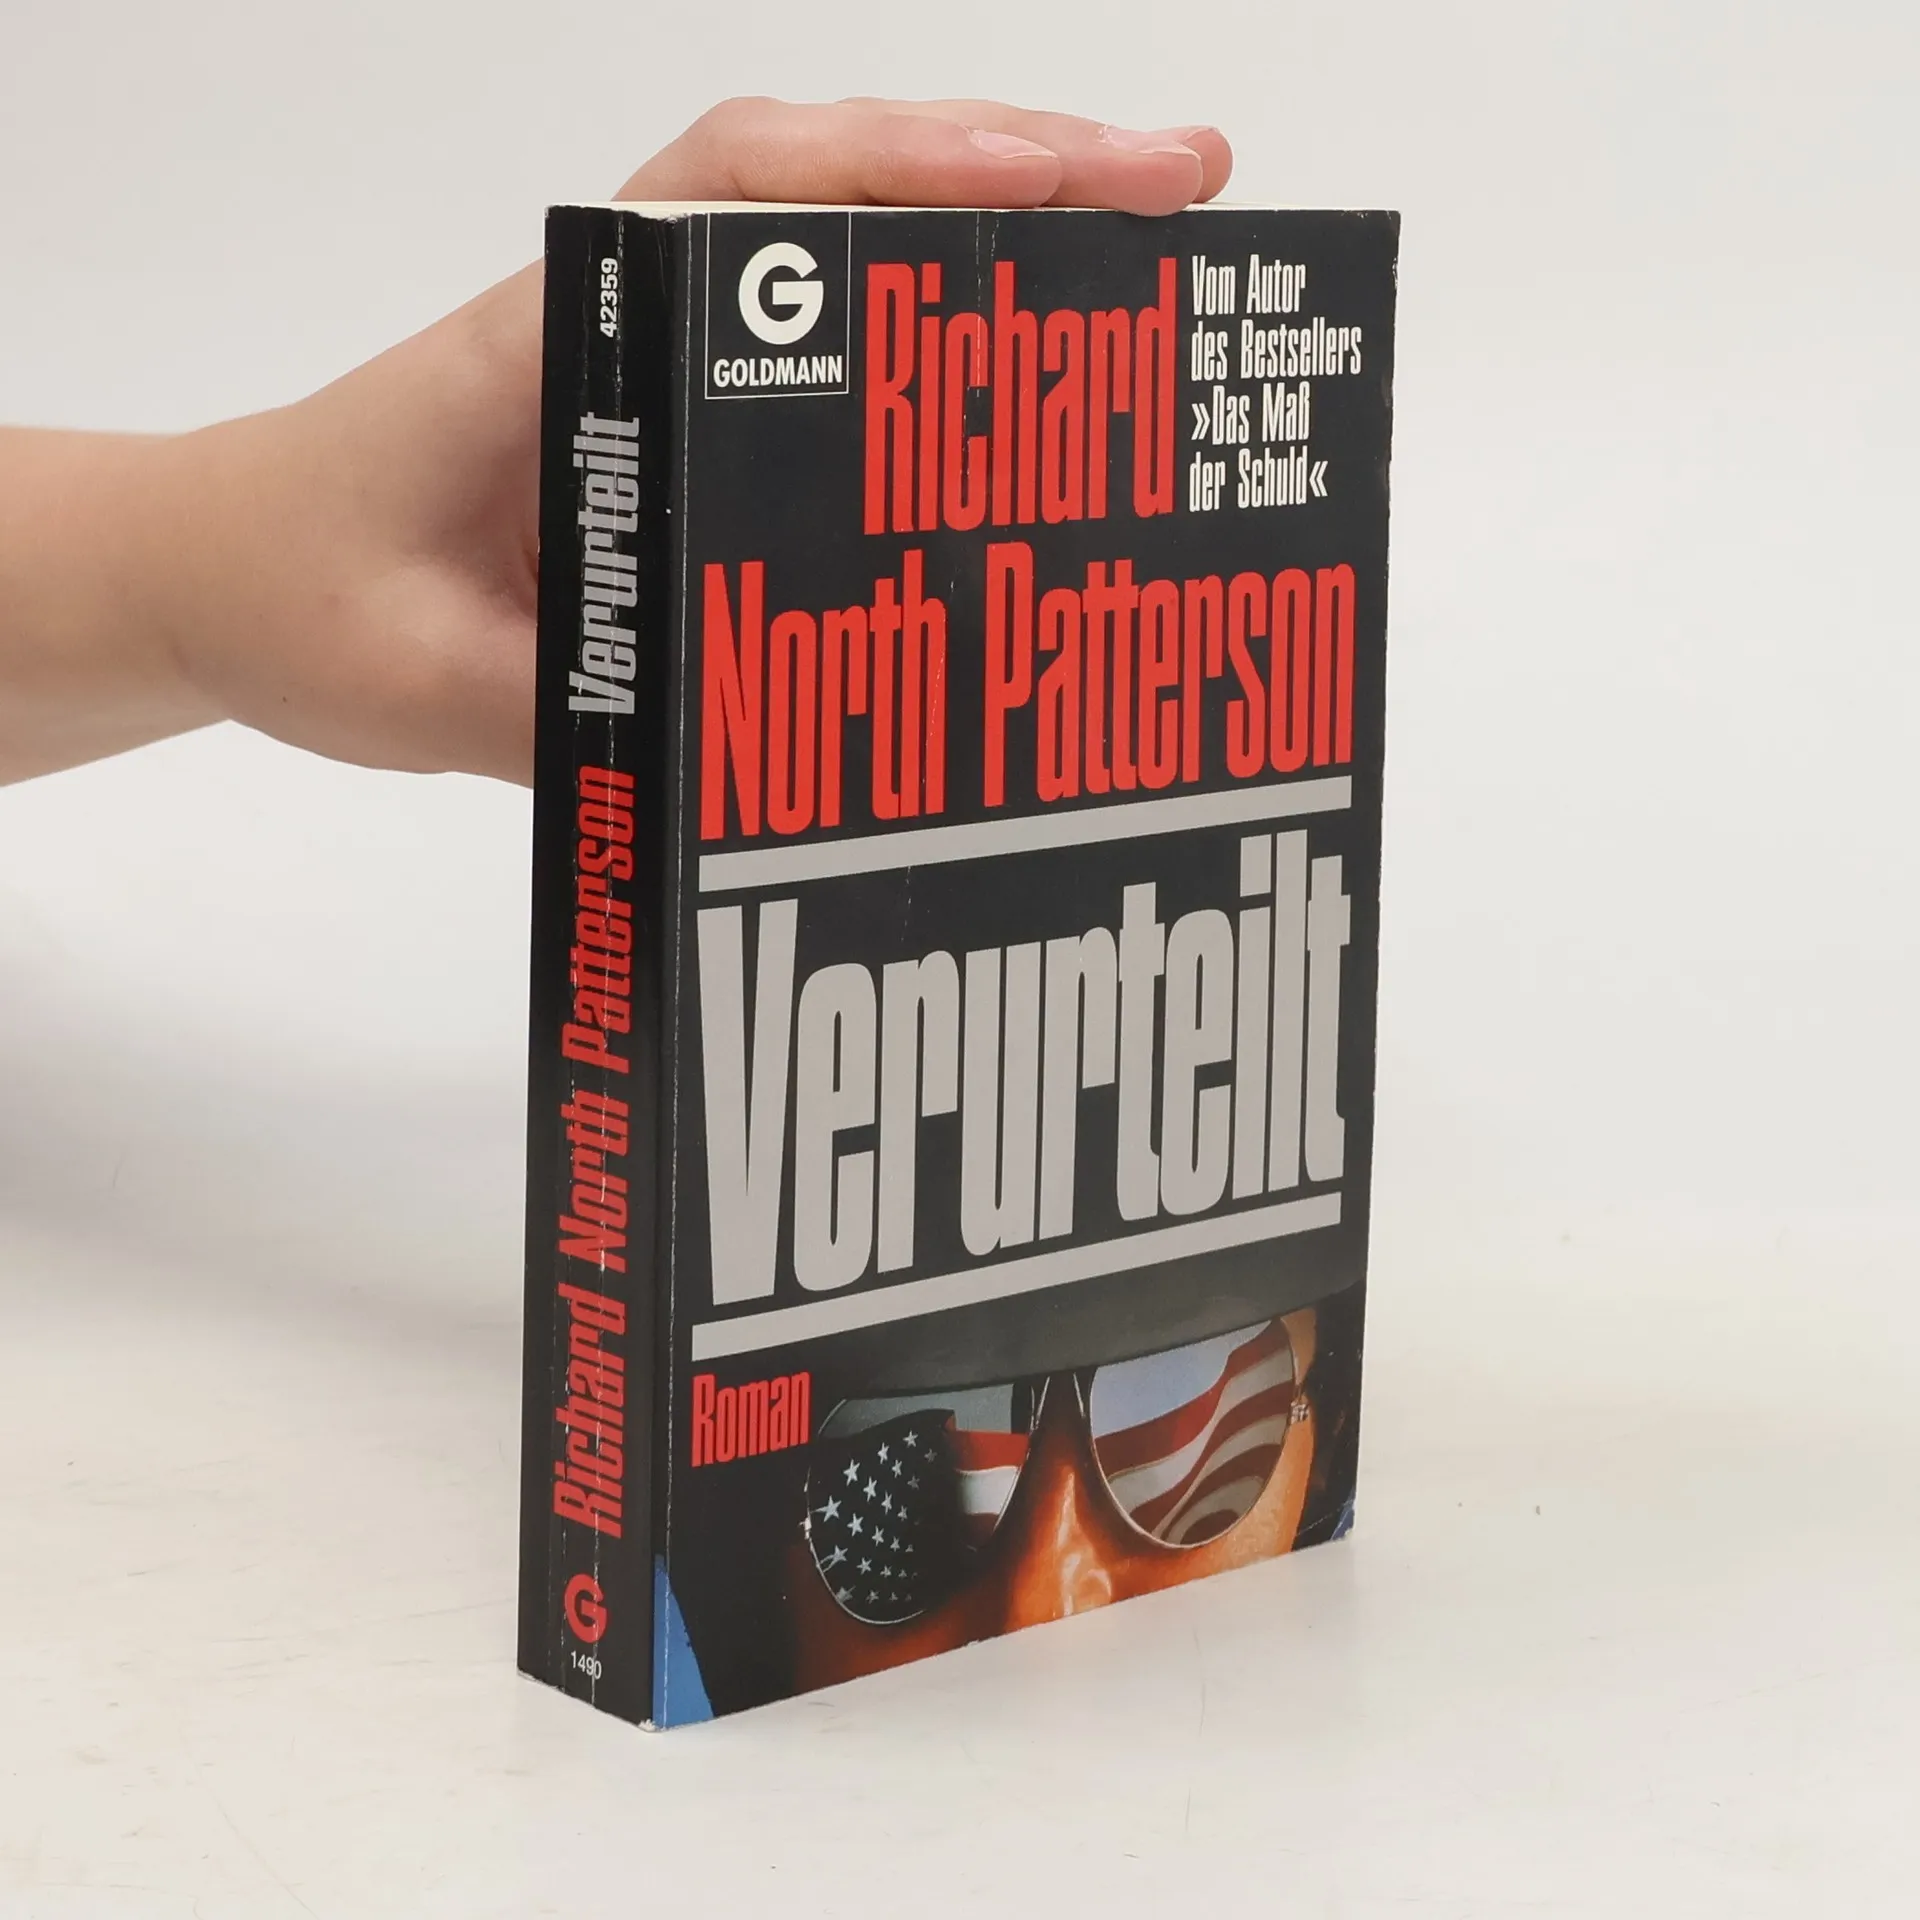 42359
Verurteilt
Richard North Patterson
G
1490
G
GOLDMANN
Richard
North Patterson
Vom Autor
des Bestsellers
»Das Maß
der Schuld«
Verurteilt
Roman